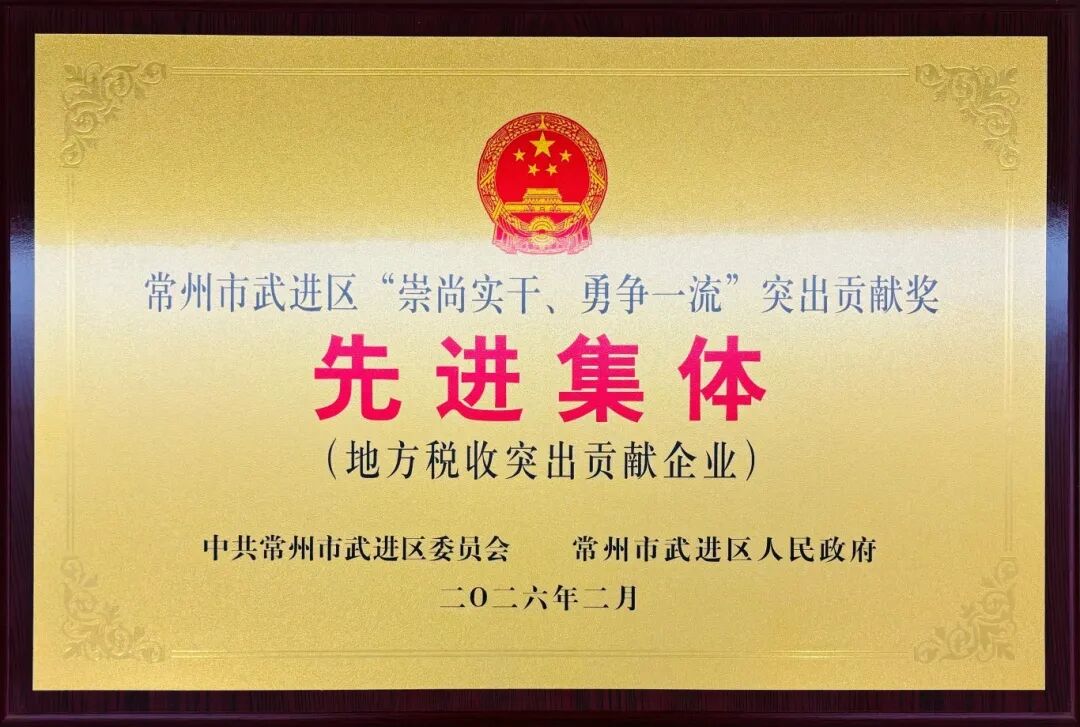 常州市武进区“崇尚实干、勇争一流”突出贡献奖
先进集体
（地方税收突出贡献企业）
中共常州市武进区委员会 常州市武进区人民政府
二O二六年二月